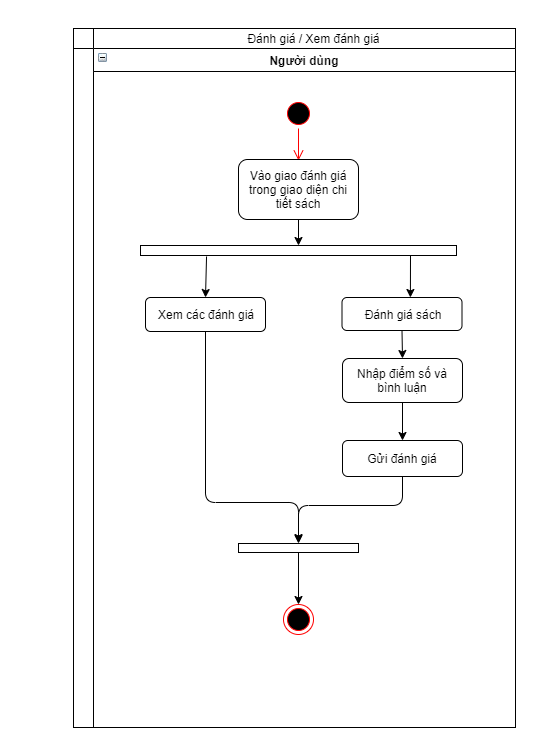 Đánh giá / Xem đánh giá
Người dùng
Vào giao đánh giá
trong giao diện chi
tiết sách
Xem các đánh giá
Đánh giá sách
Nhập điểm số và
bình luận
Gửi đánh giá